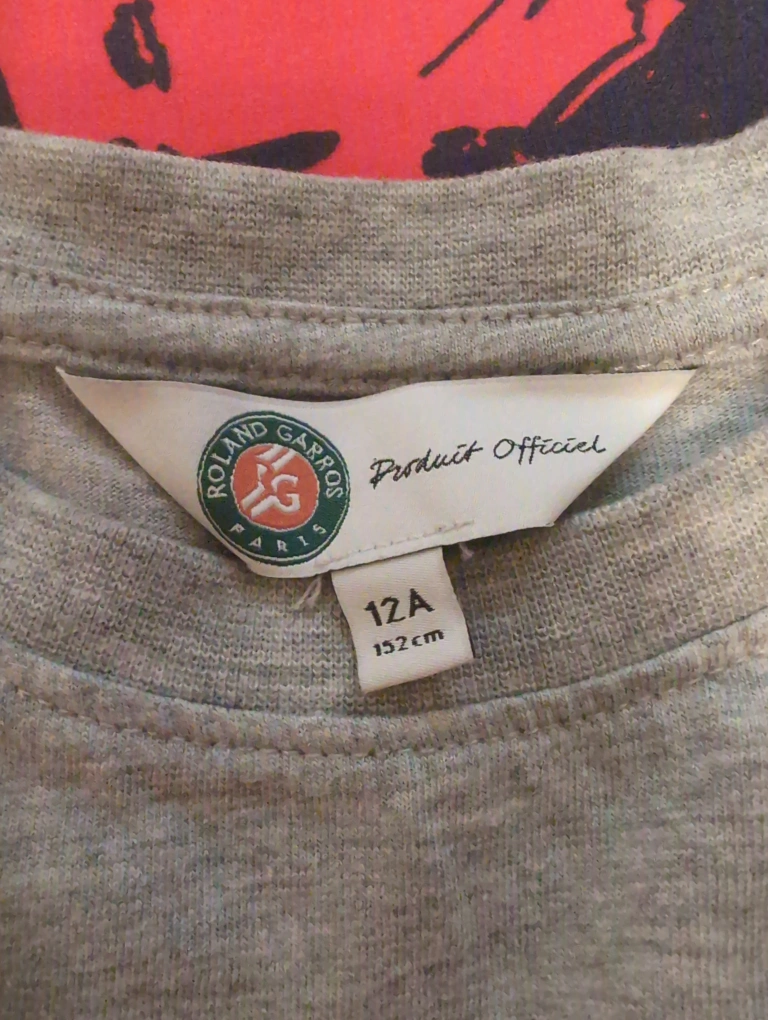 ROLAND GARROS
RG
PARIS
Produit Officiel
12A
152cm